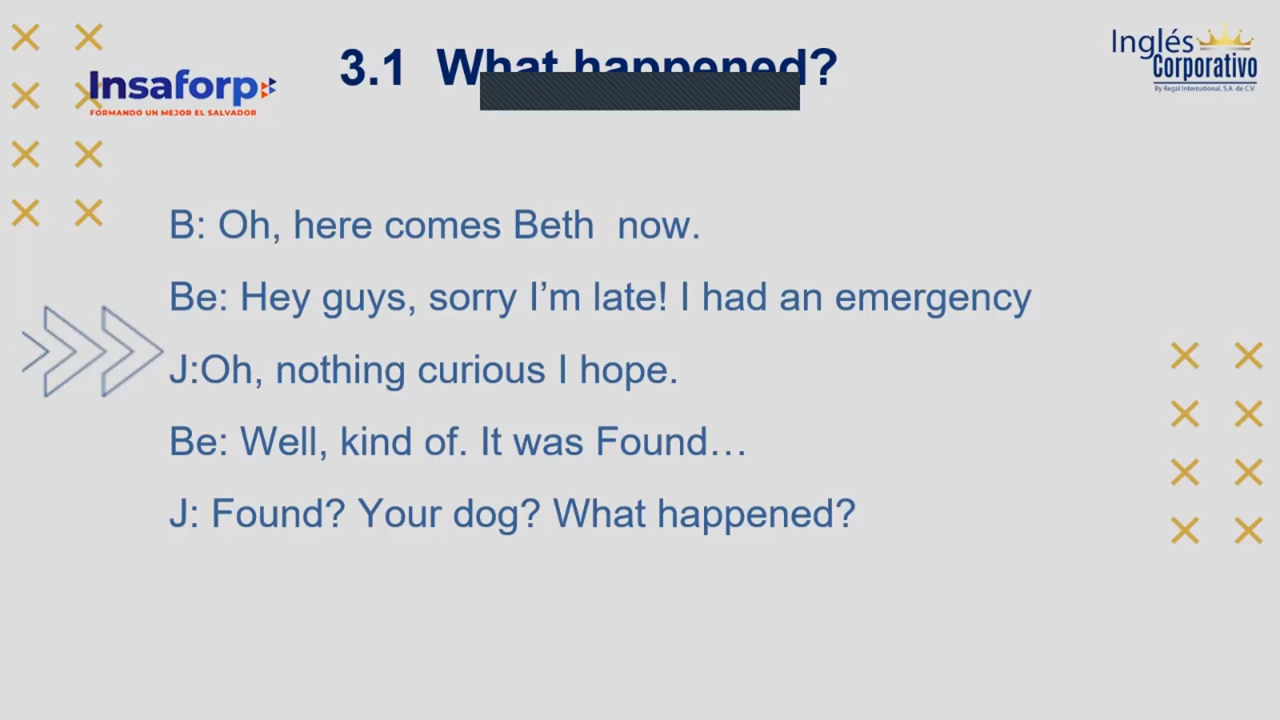 3.1 What happened?
Insaforp
FORMANDO UN MEJOR EL SALVADOR
Inglés
Corporativo
By Regal International, S.A. de C.V.
B: Oh, here comes Beth now.
Be: Hey guys, sorry I’m late! I had an emergency
J:Oh, nothing curious I hope.
Be: Well, kind of. It was Found…
J: Found? Your dog? What happened?